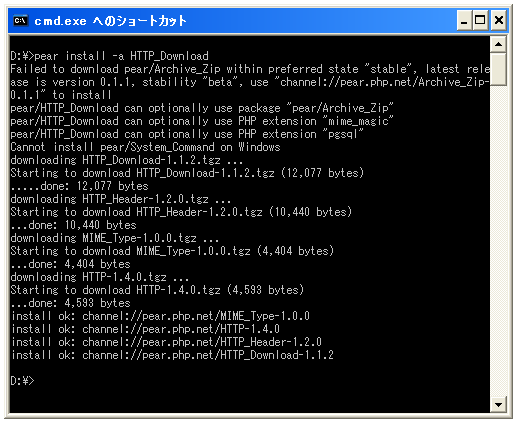 cmd.exe へのショートカット
D:¥>pear install -a HTTP_Download
Failed to download pear/Archive_Zip within preferred state "stable", latest rele
ase is version 0.1.1, stability "beta", use "channel://pear.php.net/Archive_Zip-
0.1.1" to install
pear/HTTP_Download can optionally use package "pear/Archive_Zip"
pear/HTTP_Download can optionally use PHP extension "mime_magic"
pear/HTTP_Download can optionally use PHP extension "pgsql"
Cannot install pear/System_Command on Windows
downloading HTTP_Download-1.1.2.tgz ...
Starting to download HTTP_Download-1.1.2.tgz (12,077 bytes)
.....done: 12,077 bytes
downloading HTTP_Header-1.2.0.tgz ...
Starting to download HTTP_Header-1.2.0.tgz (10,440 bytes)
...done: 10,440 bytes
downloading MIME_Type-1.0.0.tgz ...
Starting to download MIME_Type-1.0.0.tgz (4,404 bytes)
...done: 4,404 bytes
downloading HTTP-1.4.0.tgz ...
Starting to download HTTP-1.4.0.tgz (4,593 bytes)
...done: 4,593 bytes
install ok: channel://pear.php.net/MIME_Type-1.0.0
install ok: channel://pear.php.net/HTTP-1.4.0
install ok: channel://pear.php.net/HTTP_Header-1.2.0
install ok: channel://pear.php.net/HTTP_Download-1.1.2
D:¥>